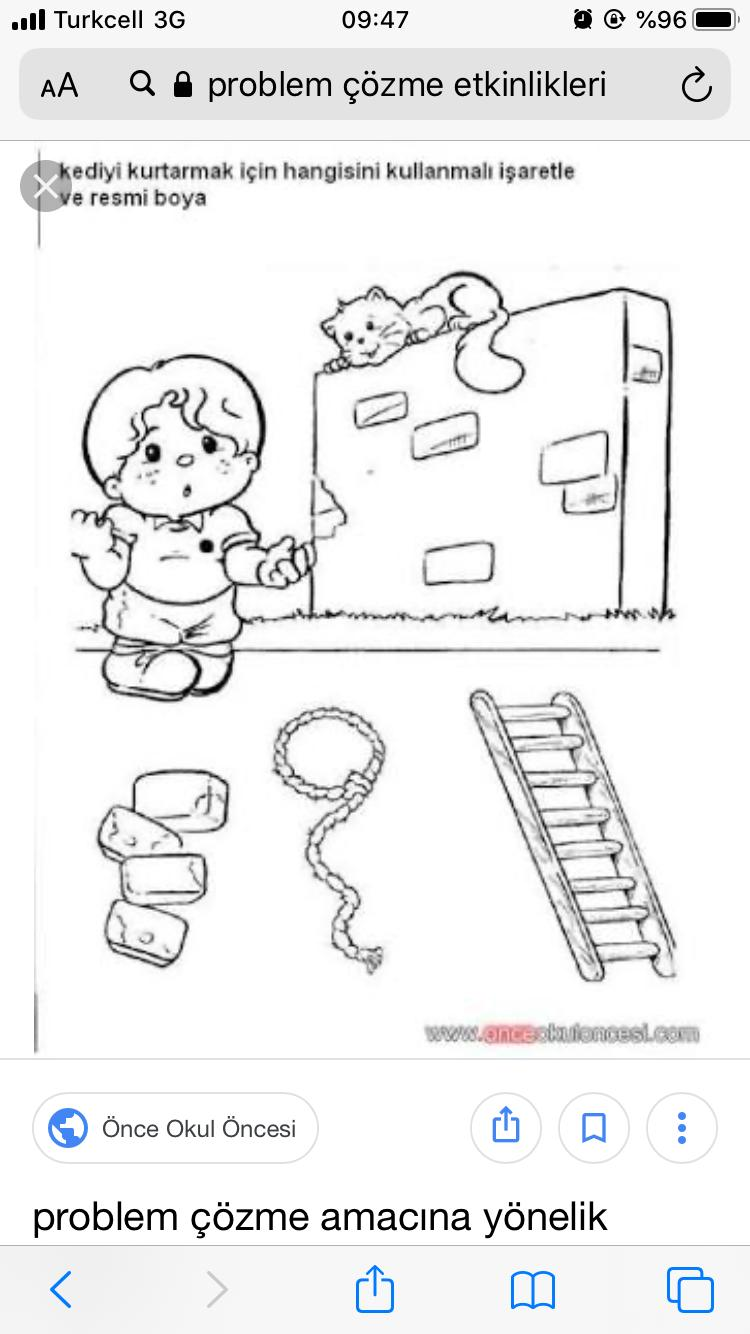 Turkcell 3G 09:47 %96
AA problem çözme etkinlikleri
kediyi kurtarmak için hangisini kullanmalı işaretle
ve resmi boya
www.onceokuloncesi.com
Önce Okul Öncesi
problem çözme amacına yönelik